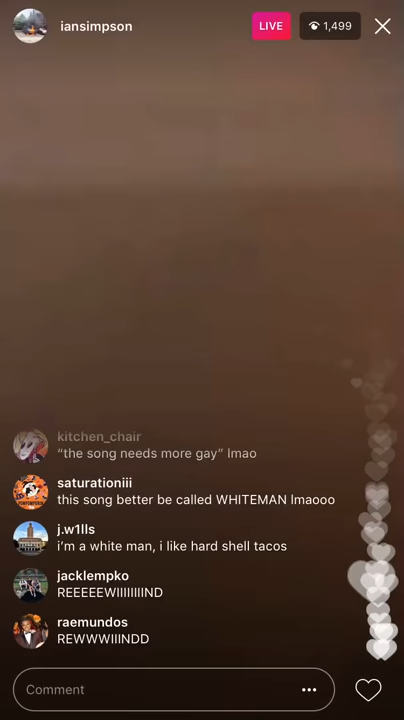 iansimpson
LIVE
1,499
kitchen_chair
“the song needs more gay” lmao
saturationiii
this song better be called WHITEMAN lmaooo
j.w1lls
i’m a white man, i like hard shell tacos
jacklempko
REEEEEWIIIIIIIIND
raemundos
REWWWIIINDD
Comment